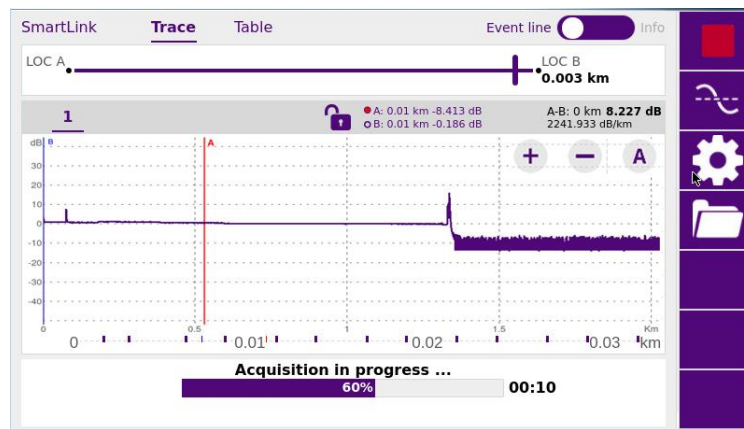 SmartLink Trace Table Event line Info
LOC A LOC B
0.003 km
1 A: 0.01 km -8.413 dB A-B: 0 km 8.227 dB
B: 0.01 km -0.186 dB 2241.933 dB/km
dB B A + − A
30
20
10
0
-10
-20
-30
-40
0 0.5 1 1.5 Km
0 0.01 0.02 0.03 km
Acquisition in progress ...
60% 00:10